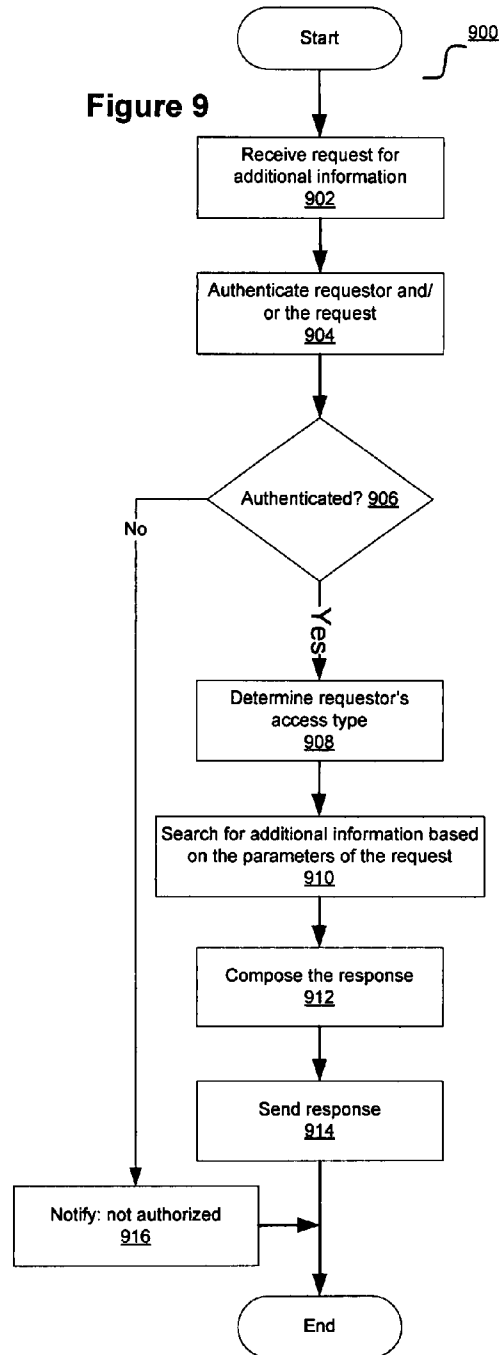 Start
900
Figure 9
Receive request for
additional information
902
Authenticate requestor and/
or the request
904
Authenticated? 906
No
Yes
Determine requestor's
access type
908
Search for additional information based
on the parameters of the request
910
Compose the response
912
Send response
914
Notify: not authorized
916
End